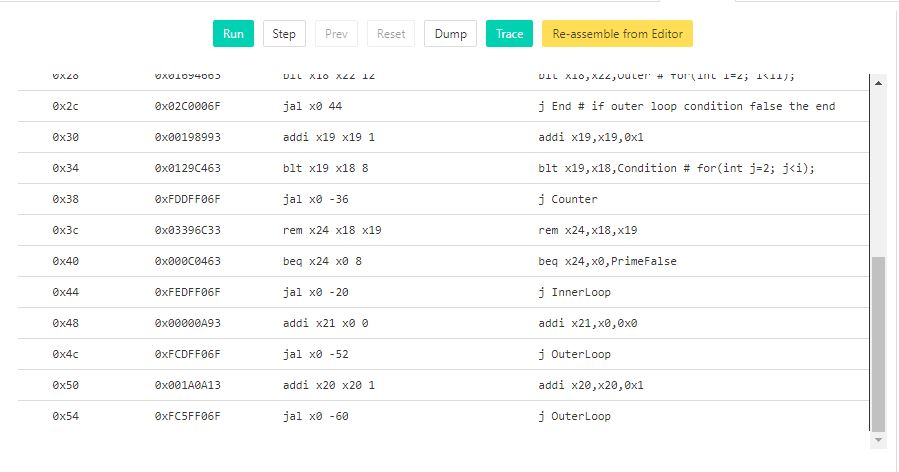 Run Step Prev Reset Dump Trace Re-assemble from Editor
0x28 0x01694663 blt x18 x22 12 blt x18,x22,Outer # for(int i=2; i<11);
0x2c 0x02C0006F jal x0 44 j End # if outer loop condition false the end
0x30 0x00198993 addi x19 x19 1 addi x19,x19,0x1
0x34 0x0129C463 blt x19 x18 8 blt x19,x18,Condition # for(int j=2; j<i);
0x38 0xFDDFF06F jal x0 -36 j Counter
0x3c 0x03396C33 rem x24 x18 x19 rem x24,x18,x19
0x40 0x000C0463 beq x24 x0 8 beq x24,x0,PrimeFalse
0x44 0xFEDFF06F jal x0 -20 j InnerLoop
0x48 0x00000A93 addi x21 x0 0 addi x21,x0,0x0
0x4c 0xFCDFF06F jal x0 -52 j OuterLoop
0x50 0x001A0A13 addi x20 x20 1 addi x20,x20,0x1
0x54 0xFC5FF06F jal x0 -60 j OuterLoop